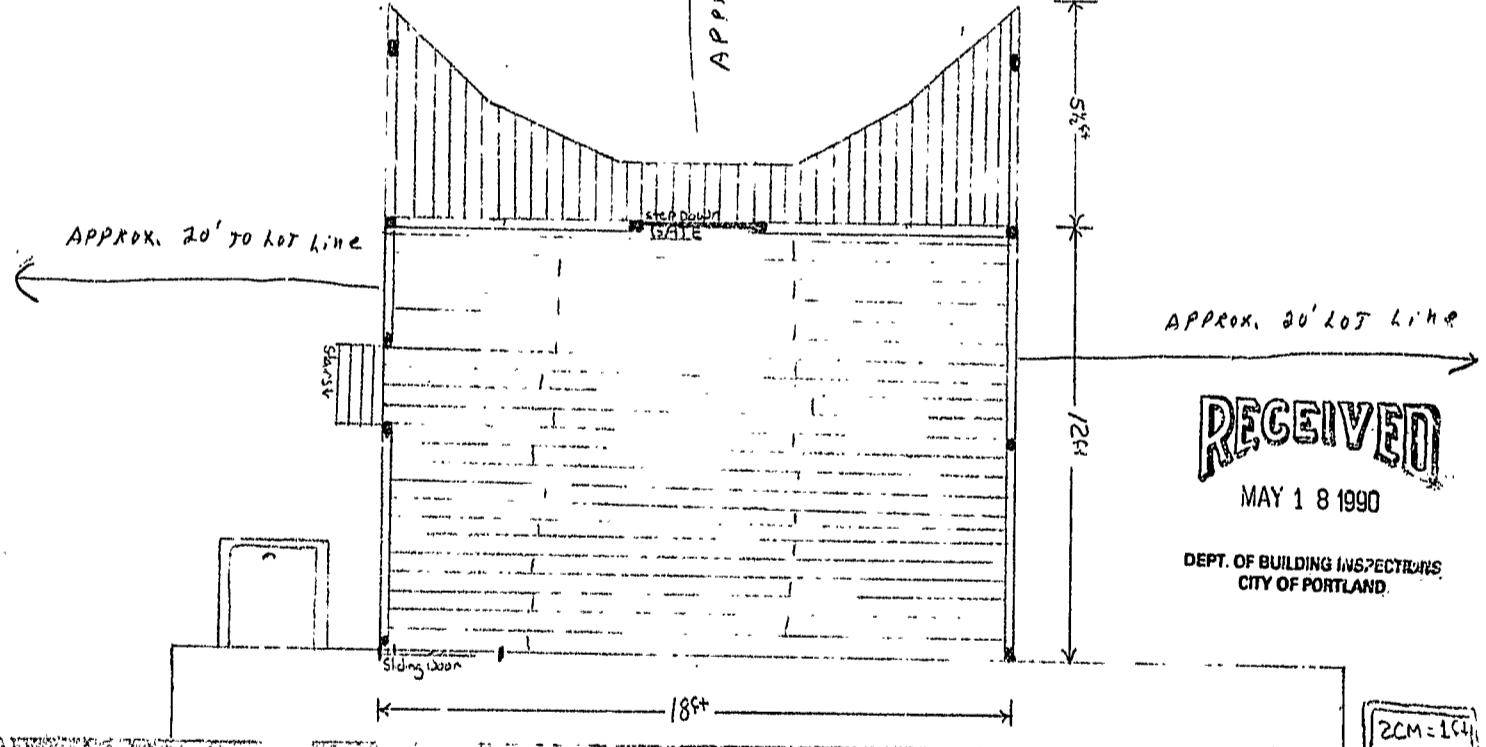 5½ft
step Down
GATE
APPROX. 20' TO LOT LINE
APPROX. 20' LOT LINE
Stairs
12ft
RECEIVED
MAY 1 8 1990
DEPT. OF BUILDING INSPECTIONS
CITY OF PORTLAND
Sliding Door
18ft
2CM = 1ft